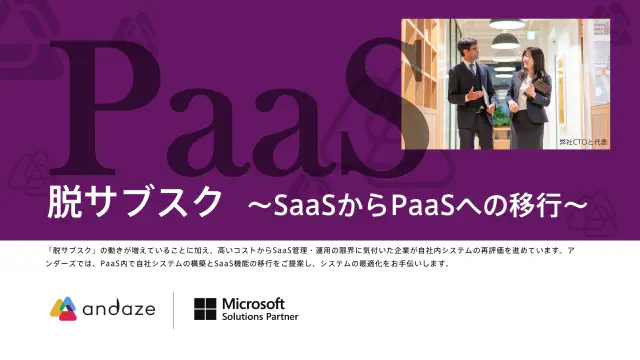 PaaS
弊社CTOと代表
脱サブスク ～SaaSからPaaSへの移行～
「脱サブスク」の動きが増えていることに加え、高いコストからSaaS管理・運用の限界に気付いた企業が自社内システムの再評価を進めています。ア
ンダーズでは、PaaS内で自社システムの構築とSaaS機能の移行をご提案し、システムの最適化をお手伝いします。
andaze
Microsoft
Solutions Partner